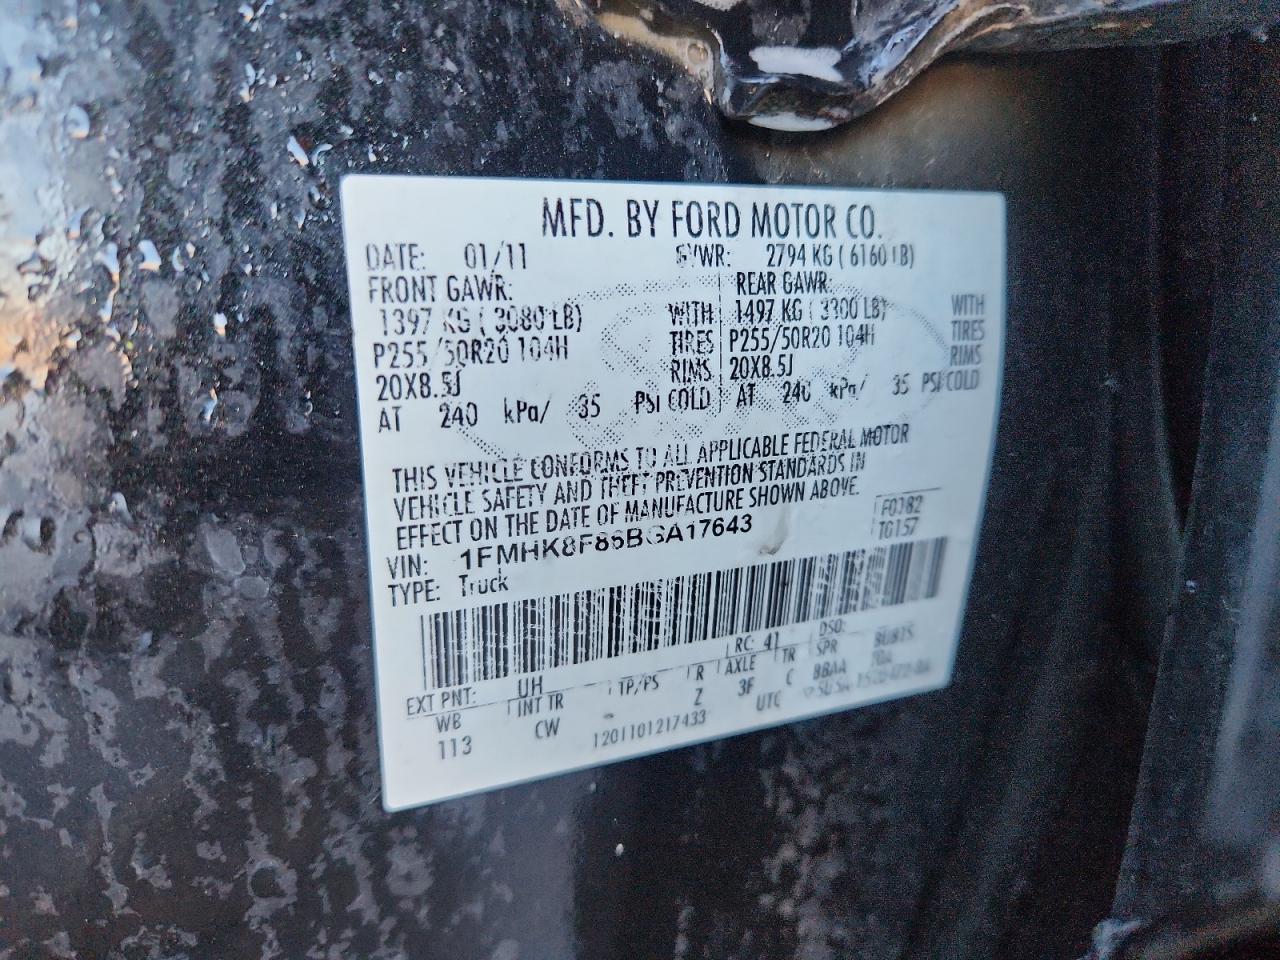 MFD. BY FORD MOTOR CO.
DATE: 01/11 GVWR: 2794 KG ( 6160 LB)
FRONT GAWR: REAR GAWR:
1397 KG ( 3080 LB) WITH 1497 KG ( 3300 LB) WITH
P255/50R20 104H TIRES P255/50R20 104H TIRES
20X8.5J RIMS 20X8.5J RIMS
AT 240 kPa/ 35 PSI COLD AT 240 kPa/ 35 PSI COLD
THIS VEHICLE CONFORMS TO ALL APPLICABLE FEDERAL MOTOR
VEHICLE SAFETY AND THEFT PREVENTION STANDARDS IN
EFFECT ON THE DATE OF MANUFACTURE SHOWN ABOVE.
VIN: 1FMHK8F86BGA17643
TYPE: Truck
TG157
RC: 41 DSO:
EXT PNT: UH
WB INT TR TP/PS R AXLE TR SPR
113 CW Z 3F C BBAA
1201101217433 UTC